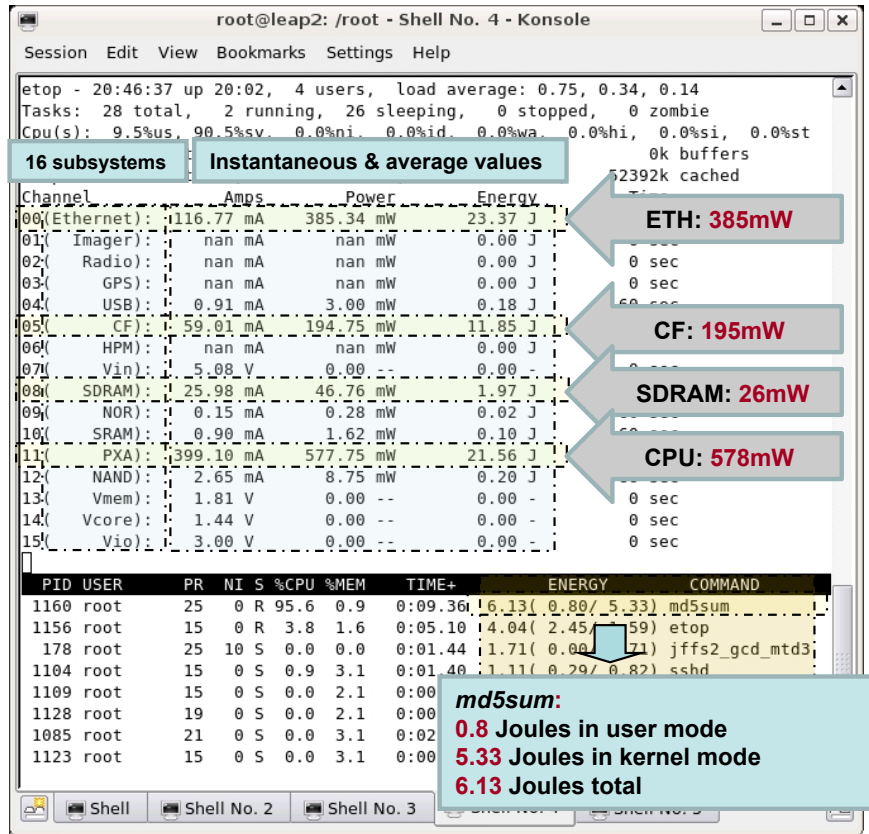 root@leap2: /root - Shell No. 4 - Konsole
Session Edit View Bookmarks Settings Help
etop - 20:46:37 up 20:02, 4 users, load average: 0.75, 0.34, 0.14
Tasks: 28 total, 2 running, 26 sleeping, 0 stopped, 0 zombie
Cpu(s): 9.5%us, 90.5%sy, 0.0%ni, 0.0%id, 0.0%wa, 0.0%hi, 0.0%si, 0.0%st
16 subsystems Instantaneous & average values 0k buffers
52392k cached
Channel Amps Power Energy
00(Ethernet): 116.77 mA 385.34 mW 23.37 J ETH: 385mW
01( Imager): nan mA nan mW 0.00 J 0 sec
02( Radio): nan mA nan mW 0.00 J 0 sec
03( GPS): nan mA nan mW 0.00 J 0 sec
04( USB): 0.91 mA 3.00 mW 0.18 J 60 sec
05( CF): 59.01 mA 194.75 mW 11.85 J CF: 195mW
06( HPM): nan mA nan mW 0.00 J
07( Vin): 5.08 V 0.00 -- 0.00 -
08( SDRAM): 25.98 mA 46.76 mW 1.97 J SDRAM: 26mW
09( NOR): 0.15 mA 0.28 mW 0.02 J
10( SRAM): 0.90 mA 1.62 mW 0.10 J
11( PXA): 399.10 mA 577.75 mW 21.56 J CPU: 578mW
12( NAND): 2.65 mA 8.75 mW 0.20 J sec
13( Vmem): 1.81 V 0.00 -- 0.00 - 0 sec
14( Vcore): 1.44 V 0.00 -- 0.00 - 0 sec
15( Vio): 3.00 V 0.00 -- 0.00 - 0 sec
PID USER PR NI S %CPU %MEM TIME+ ENERGY COMMAND
1160 root 25 0 R 95.6 0.9 0:09.36 6.13( 0.80/ 5.33) md5sum
1156 root 15 0 R 3.8 1.6 0:05.10 4.04( 2.45/ 1.59) etop
178 root 25 10 S 0.0 0.0 0:01.44 1.71( 0.00/ 1.71) jffs2_gcd_mtd3
1104 root 15 0 S 0.9 3.1 0:01.40 1.11( 0.29/ 0.82) sshd
1109 root 15 0 S 0.0 2.1 0:00
1128 root 19 0 S 0.0 2.1 0:00
1085 root 21 0 S 0.0 3.1 0:02
1123 root 15 0 S 0.0 3.1 0:00
md5sum:
0.8 Joules in user mode
5.33 Joules in kernel mode
6.13 Joules total
Shell Shell No. 2 Shell No. 3